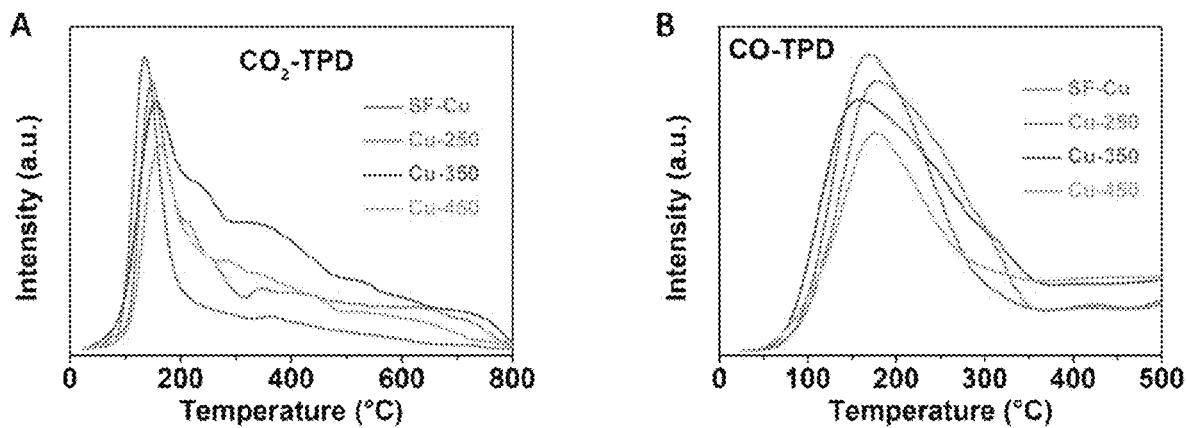 A
CO₂-TPD
SF-Cu
Cu-250
Cu-350
Cu-450
Intensity (a.u.)
0 200 400 600 800
Temperature (°C)
B
CO-TPD
SF-Cu
Cu-250
Cu-350
Cu-450
Intensity (a.u.)
0 100 200 300 400 500
Temperature (°C)